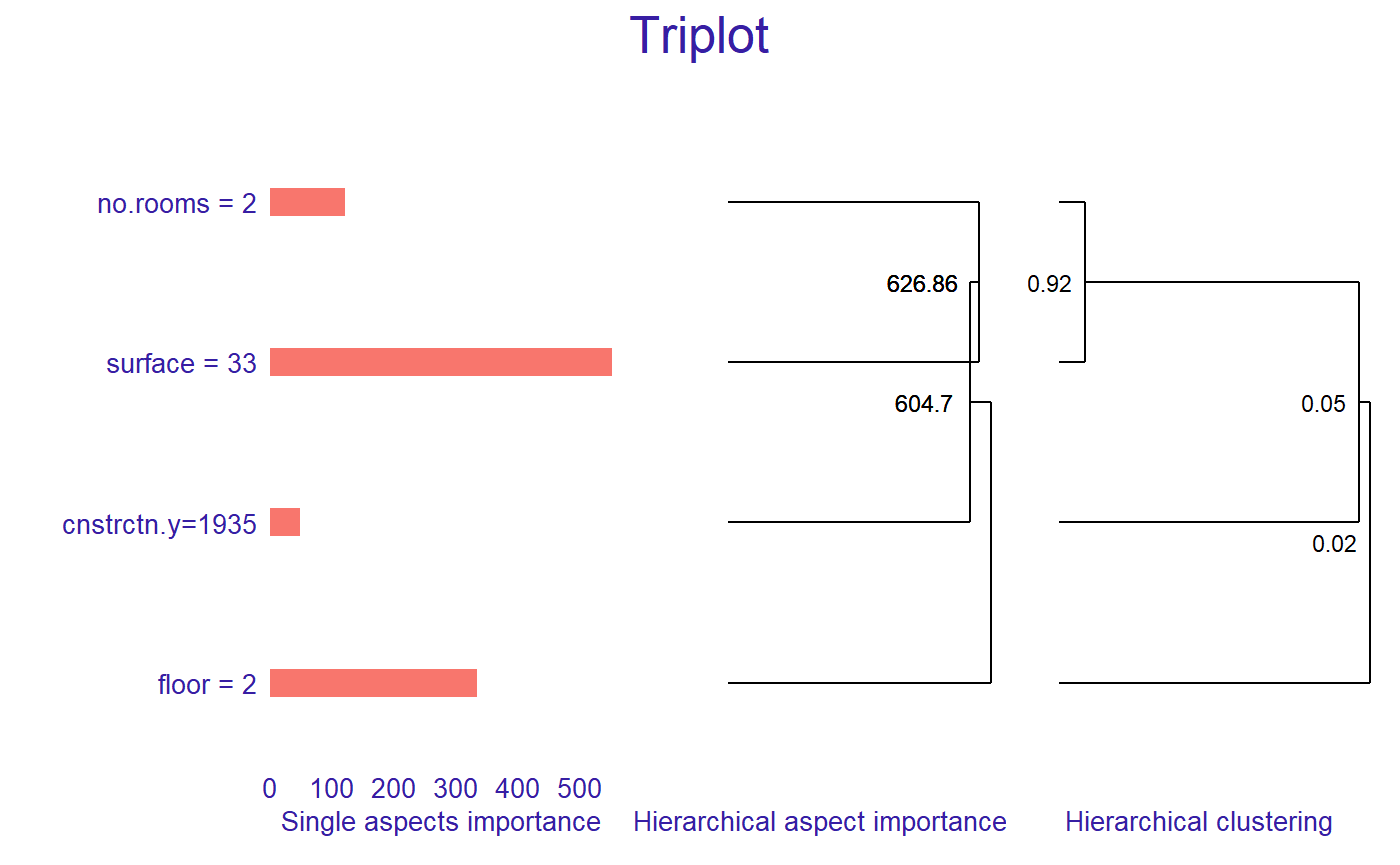 Triplot
no.rooms = 2
626.86
0.92
surface = 33
604.7
0.05
cnstrctn.y=1935
0.02
floor = 2
0 100 200 300 400 500
Single aspects importance
Hierarchical aspect importance
Hierarchical clustering